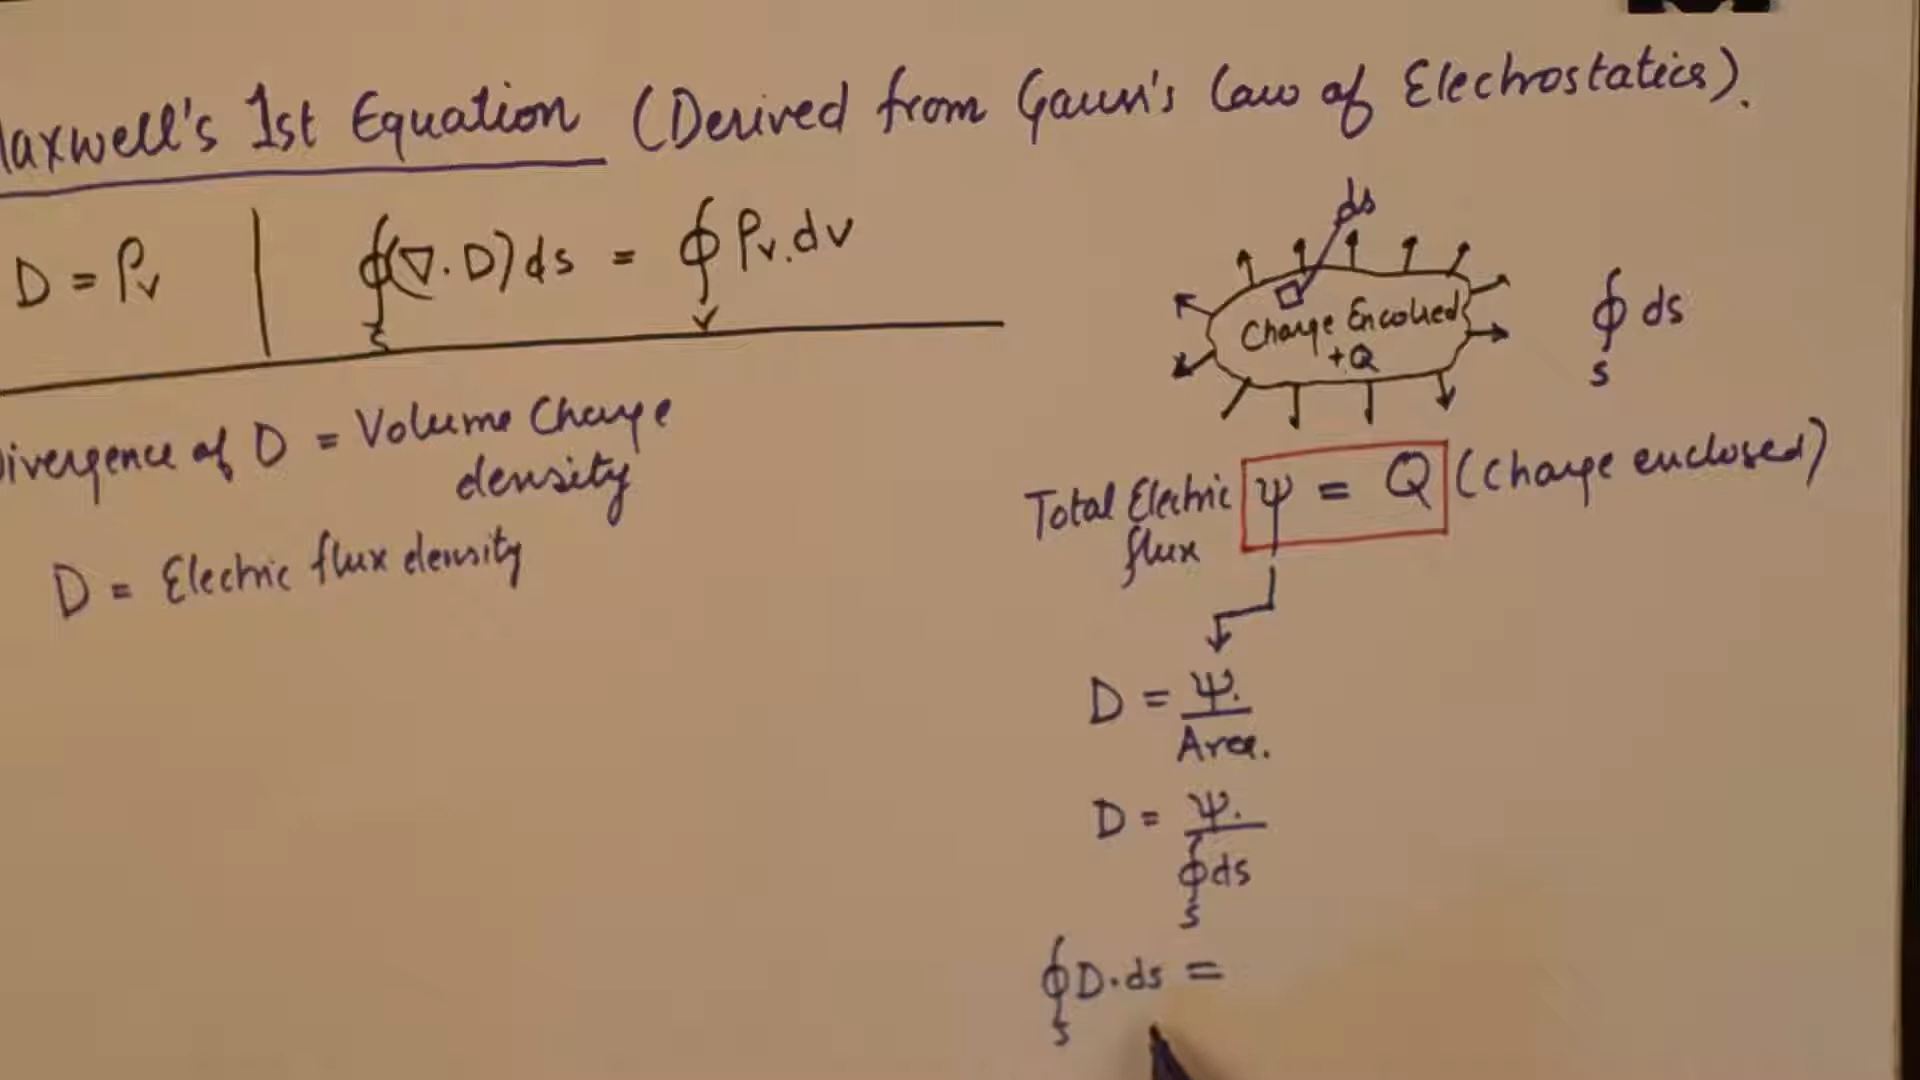 axwell's 1st Equation (Derived from Gauss's Law of Electrostatics).
D = ρv | ∮s (∇.D) ds = ∮v ρv.dv
ivergence of D = Volume Charge
density
D = Electric flux density
ds
Charge Encolsed
+Q
∮s ds
Total Electric ψ = Q (Charge enclosed)
flux
D = ψ.
Area.
D = ψ.
∮s ds
∮s D.ds =